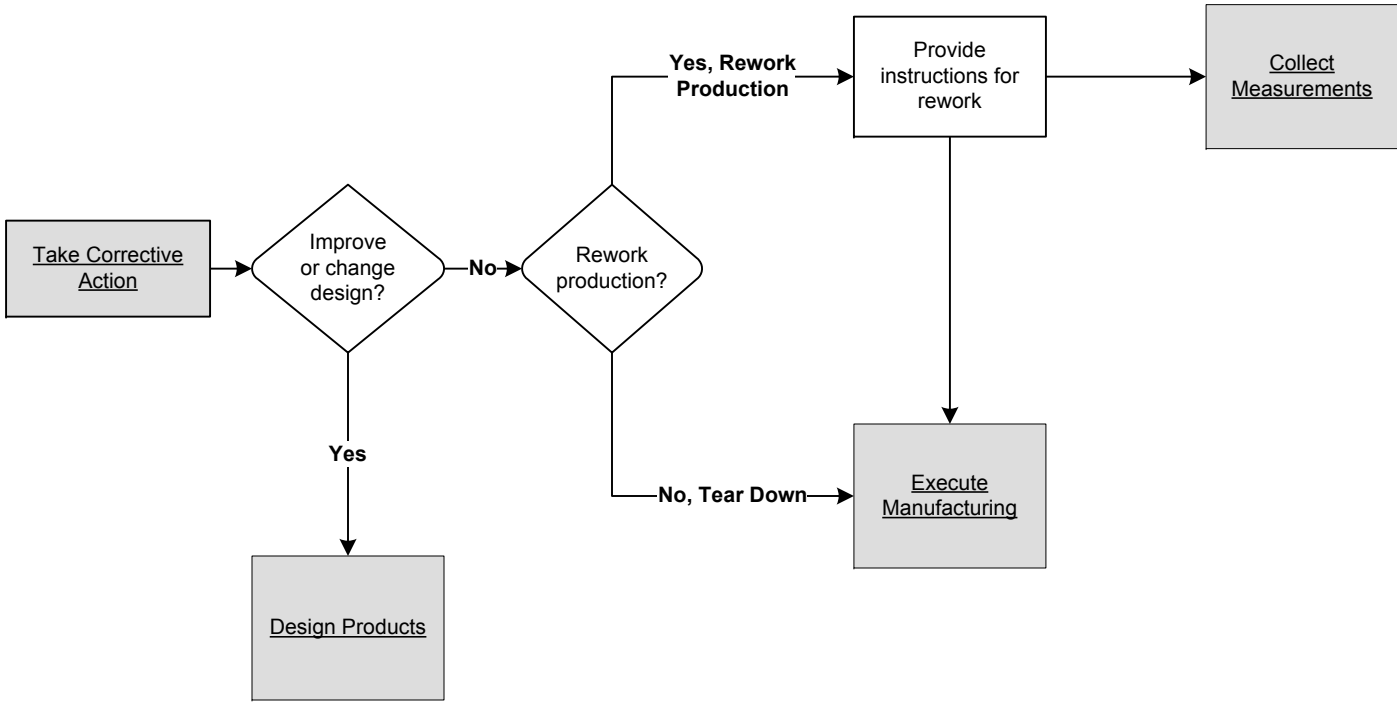 Take Corrective
Action
Improve
or change
design?
Yes
Design Products
No
Rework
production?
Yes, Rework
Production
Provide
instructions for
rework
Collect
Measurements
No, Tear Down
Execute
Manufacturing